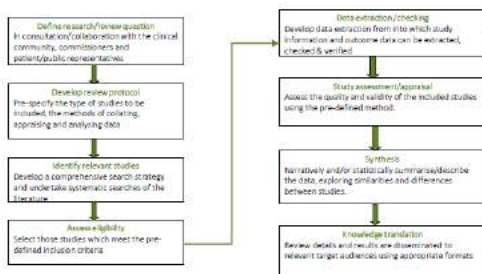 Define research/review question
In consultation/collaboration with the clinical
community, commissioners and
patient/public representatives
Develop review protocol
Pre-specify the type of studies to be
included, the methods of collating,
appraising and analysing data
Identify relevant studies
Develop a comprehensive search strategy
and undertake systematic searches of the
literature
Assess eligibility
Select those studies which meet the pre-
defined inclusion criteria
Data extraction/checking
Develop data extraction from into which study
information and outcome data can be extracted,
checked & verified
Study assessment/appraisal
Assess the quality and validity of the included studies
using the pre-defined method.
Synthesis
Narratively and/or statistically summarise/describe
the data, exploring similarities and differences
between studies.
Knowledge translation
Review details and results are disseminated to
relevant target audiences using appropriate formats